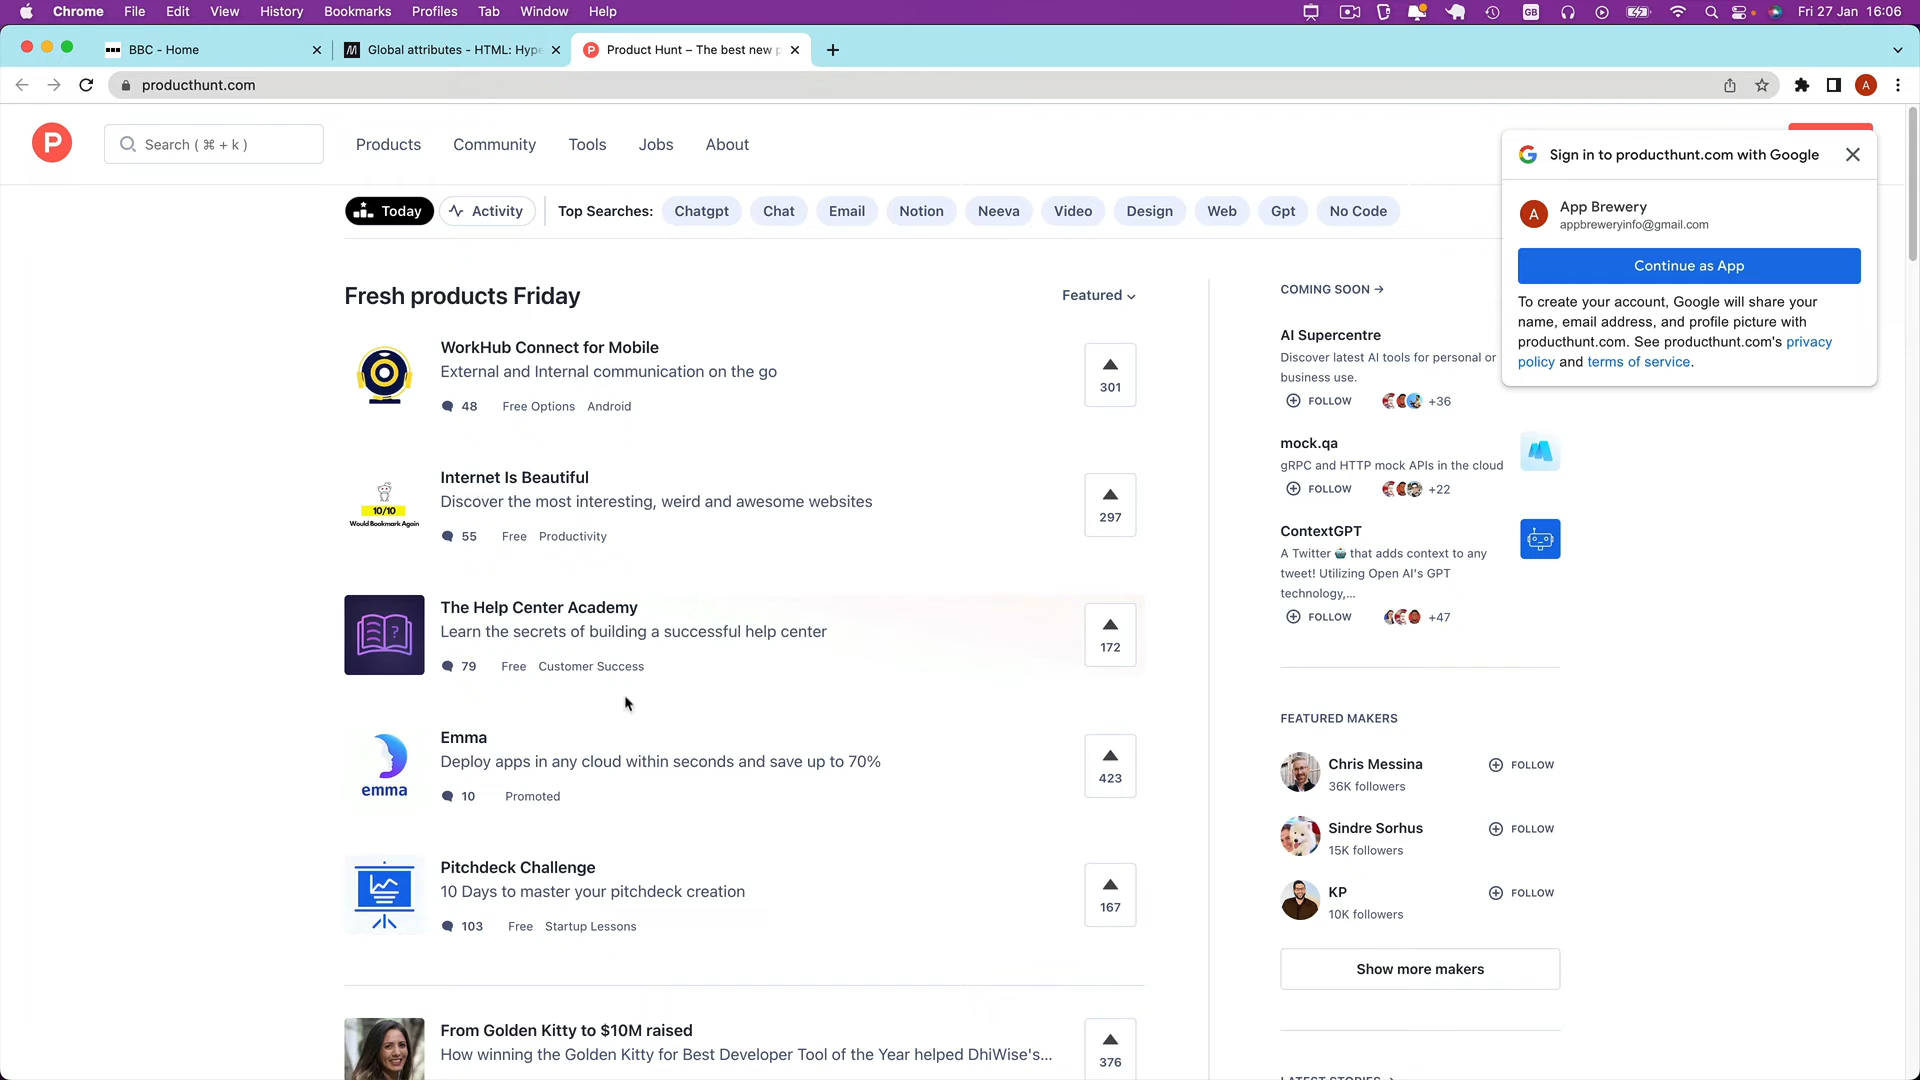 Chrome File Edit View History Bookmarks Profiles Tab Window Help GB Fri 27 Jan 16:06
BBC - Home Global attributes - HTML: Hype Product Hunt – The best new p
producthunt.com A
P Search ( ⌘ + k ) Products Community Tools Jobs About
Today Activity Top Searches: Chatgpt Chat Email Notion Neeva Video Design Web Gpt No Code
Sign in to producthunt.com with Google
A App Brewery
appbreweryinfo@gmail.com
Continue as App
To create your account, Google will share your
name, email address, and profile picture with
producthunt.com. See producthunt.com's privacy
policy and terms of service.
Fresh products Friday Featured
WorkHub Connect for Mobile
External and Internal communication on the go
48 Free Options Android
301
Internet Is Beautiful
Discover the most interesting, weird and awesome websites
55 Free Productivity
297
10/10
Would Bookmark Again
The Help Center Academy
Learn the secrets of building a successful help center
79 Free Customer Success
172
Emma
Deploy apps in any cloud within seconds and save up to 70%
10 Promoted
423
emma
Pitchdeck Challenge
10 Days to master your pitchdeck creation
103 Free Startup Lessons
167
From Golden Kitty to $10M raised
How winning the Golden Kitty for Best Developer Tool of the Year helped DhiWise's...
376
COMING SOON →
AI Supercentre
Discover latest AI tools for personal or
business use.
FOLLOW +36
mock.qa
gRPC and HTTP mock APIs in the cloud
FOLLOW +22
ContextGPT
A Twitter 🤖 that adds context to any
tweet! Utilizing Open AI's GPT
technology,...
FOLLOW +47
FEATURED MAKERS
Chris Messina FOLLOW
36K followers
Sindre Sorhus FOLLOW
15K followers
KP FOLLOW
10K followers
Show more makers
LATEST STORIES →